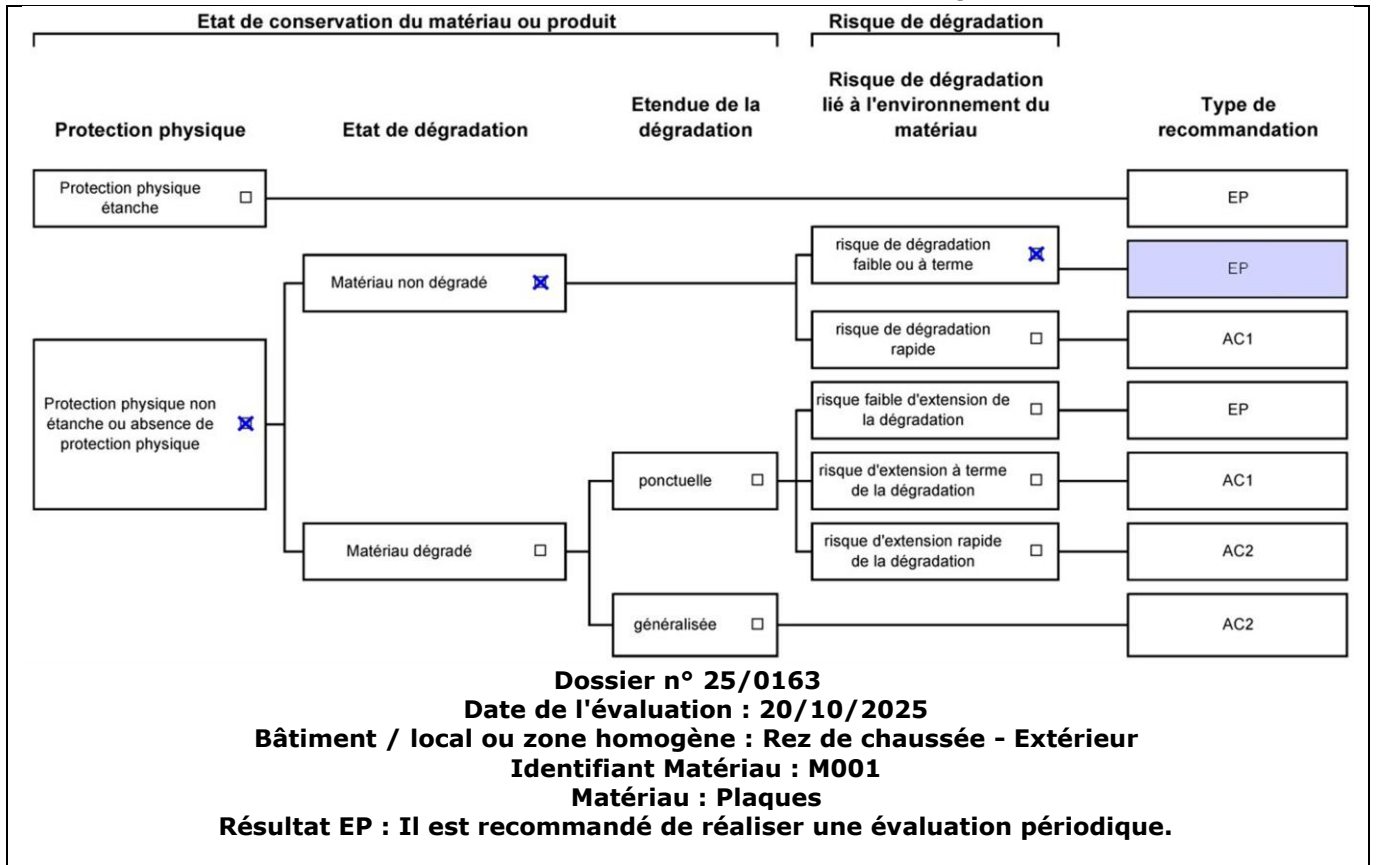 Etat de conservation du matériau ou produit
Risque de dégradation
Protection physique
Etat de dégradation
Etendue de la
dégradation
Risque de dégradation
lié à l'environnement du
matériau
Type de
recommandation
Protection physique
étanche
EP
risque de dégradation
faible ou à terme
EP
Matériau non dégradé
risque de dégradation
rapide
AC1
Protection physique non
étanche ou absence de
protection physique
risque faible d'extension de
la dégradation
EP
ponctuelle
risque d'extension à terme
de la dégradation
AC1
Matériau dégradé
risque d'extension rapide
de la dégradation
AC2
généralisée
AC2
Dossier n° 25/0163
Date de l'évaluation : 20/10/2025
Bâtiment / local ou zone homogène : Rez de chaussée - Extérieur
Identifiant Matériau : M001
Matériau : Plaques
Résultat EP : Il est recommandé de réaliser une évaluation périodique.